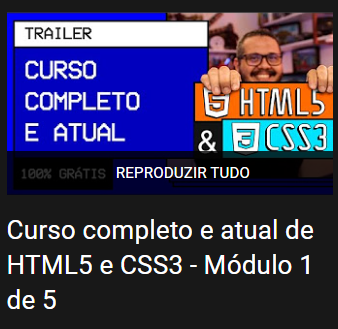 TRAILER
CURSO
COMPLETO
E ATUAL
HTML5
& CSS3
100% GRÁTIS
REPRODUZIR TUDO
Curso completo e atual de
HTML5 e CSS3 - Módulo 1
de 5